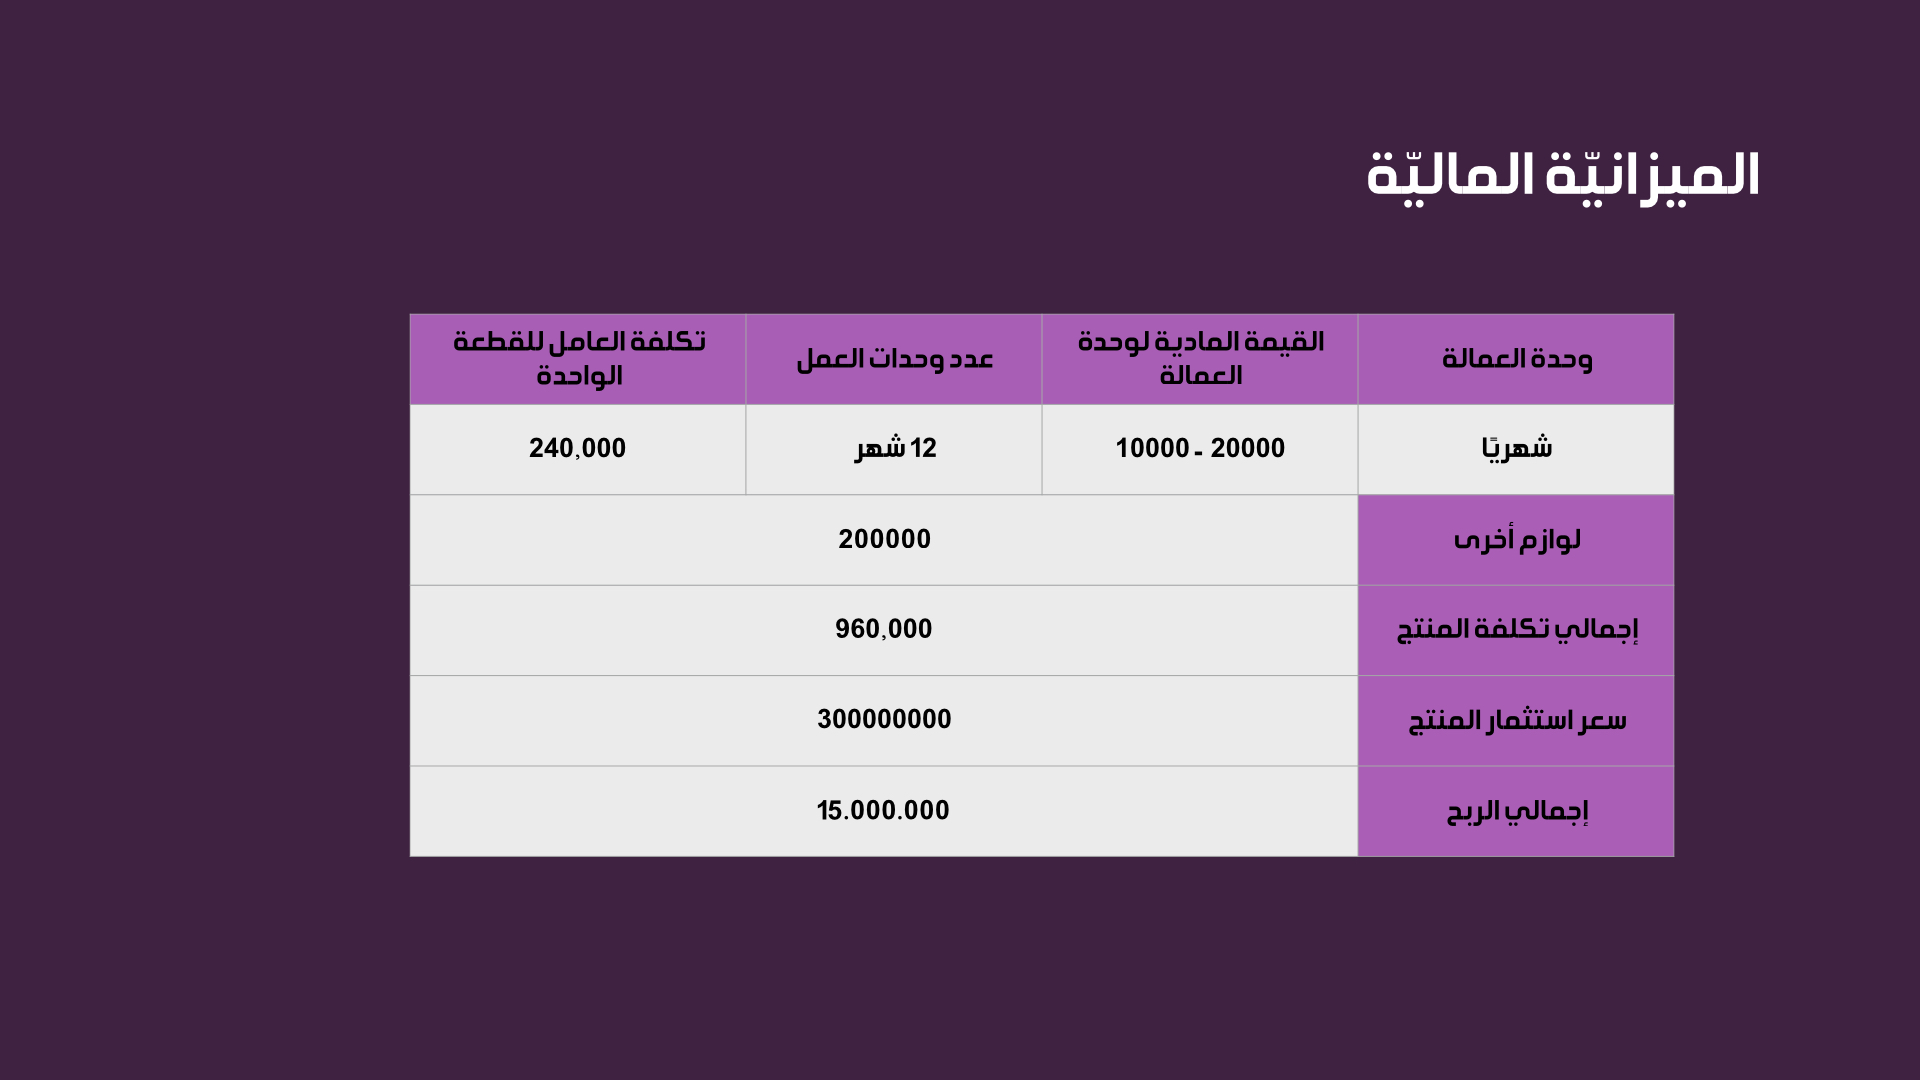 الميزانيّة الماليّة
وحدة العمالة
القيمة المادية لوحدة
العمالة
عدد وحدات العمل
تكلفة العامل للقطعة
الواحدة
شهريًا
10000 - 20000
12 شهر
240,000
لوازم أخرى
200000
إجمالي تكلفة المنتج
960,000
سعر استثمار المنتج
300000000
إجمالي الربح
15.000.000